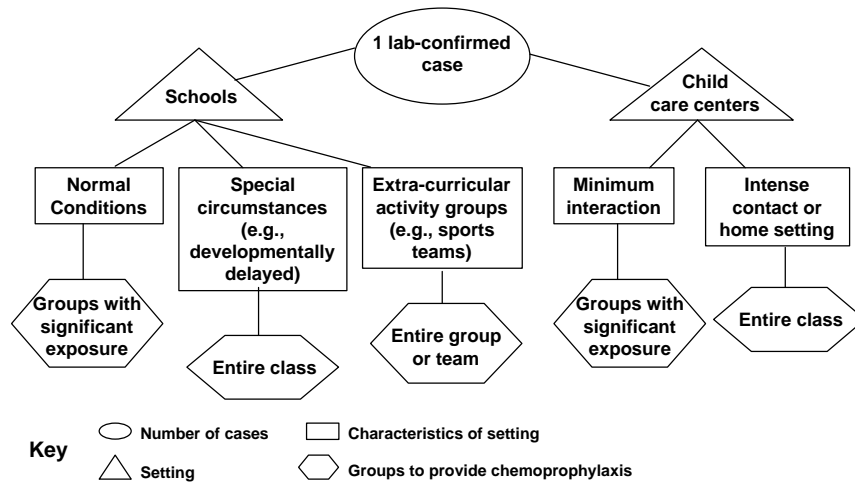 1 lab-confirmed
case
Schools
Child
care centers
Normal
Conditions
Special
circumstances
(e.g.,
developmentally
delayed)
Extra-curricular
activity groups
(e.g., sports
teams)
Minimum
interaction
Intense
contact or
home setting
Groups with
significant
exposure
Entire class
Entire group
or team
Groups with
significant
exposure
Entire class
Key
Number of cases
Characteristics of setting
Setting
Groups to provide chemoprophylaxis